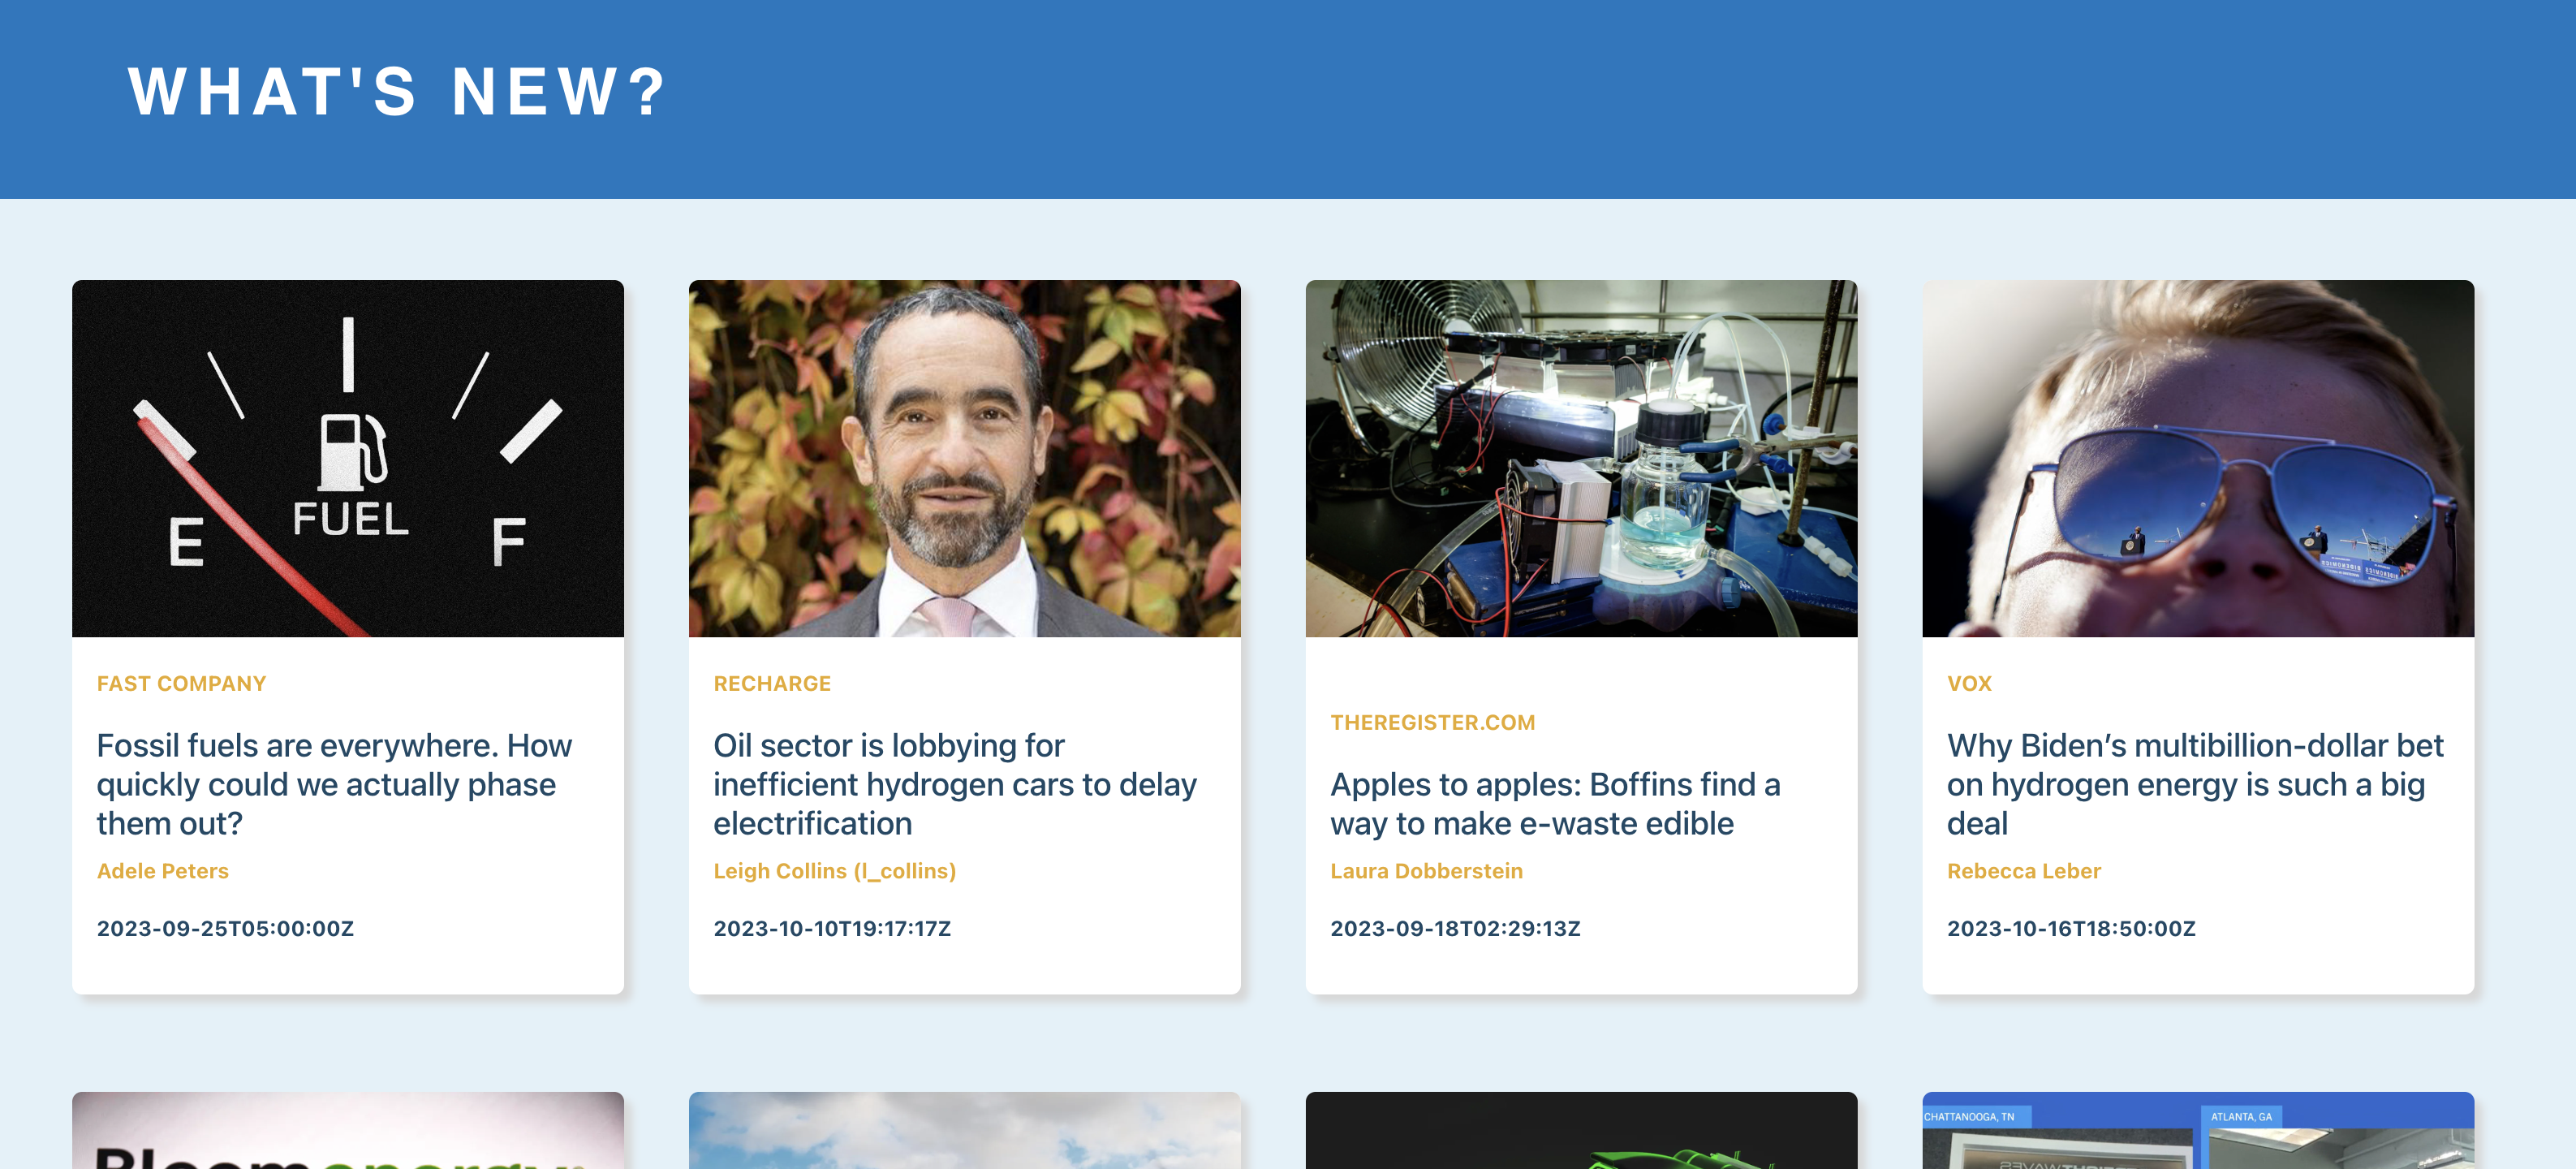 WHAT'S NEW?
FUEL
E
F
FAST COMPANY
Fossil fuels are everywhere. How
quickly could we actually phase
them out?
Adele Peters
2023-09-25T05:00:00Z
RECHARGE
Oil sector is lobbying for
inefficient hydrogen cars to delay
electrification
Leigh Collins (l_collins)
2023-10-10T19:17:17Z
THEREGISTER.COM
Apples to apples: Boffins find a
way to make e-waste edible
Laura Dobberstein
2023-09-18T02:29:13Z
VOX
Why Biden’s multibillion-dollar bet
on hydrogen energy is such a big
deal
Rebecca Leber
2023-10-16T18:50:00Z
Bloomenergy
CHATTANOOGA, TN
ATLANTA, GA